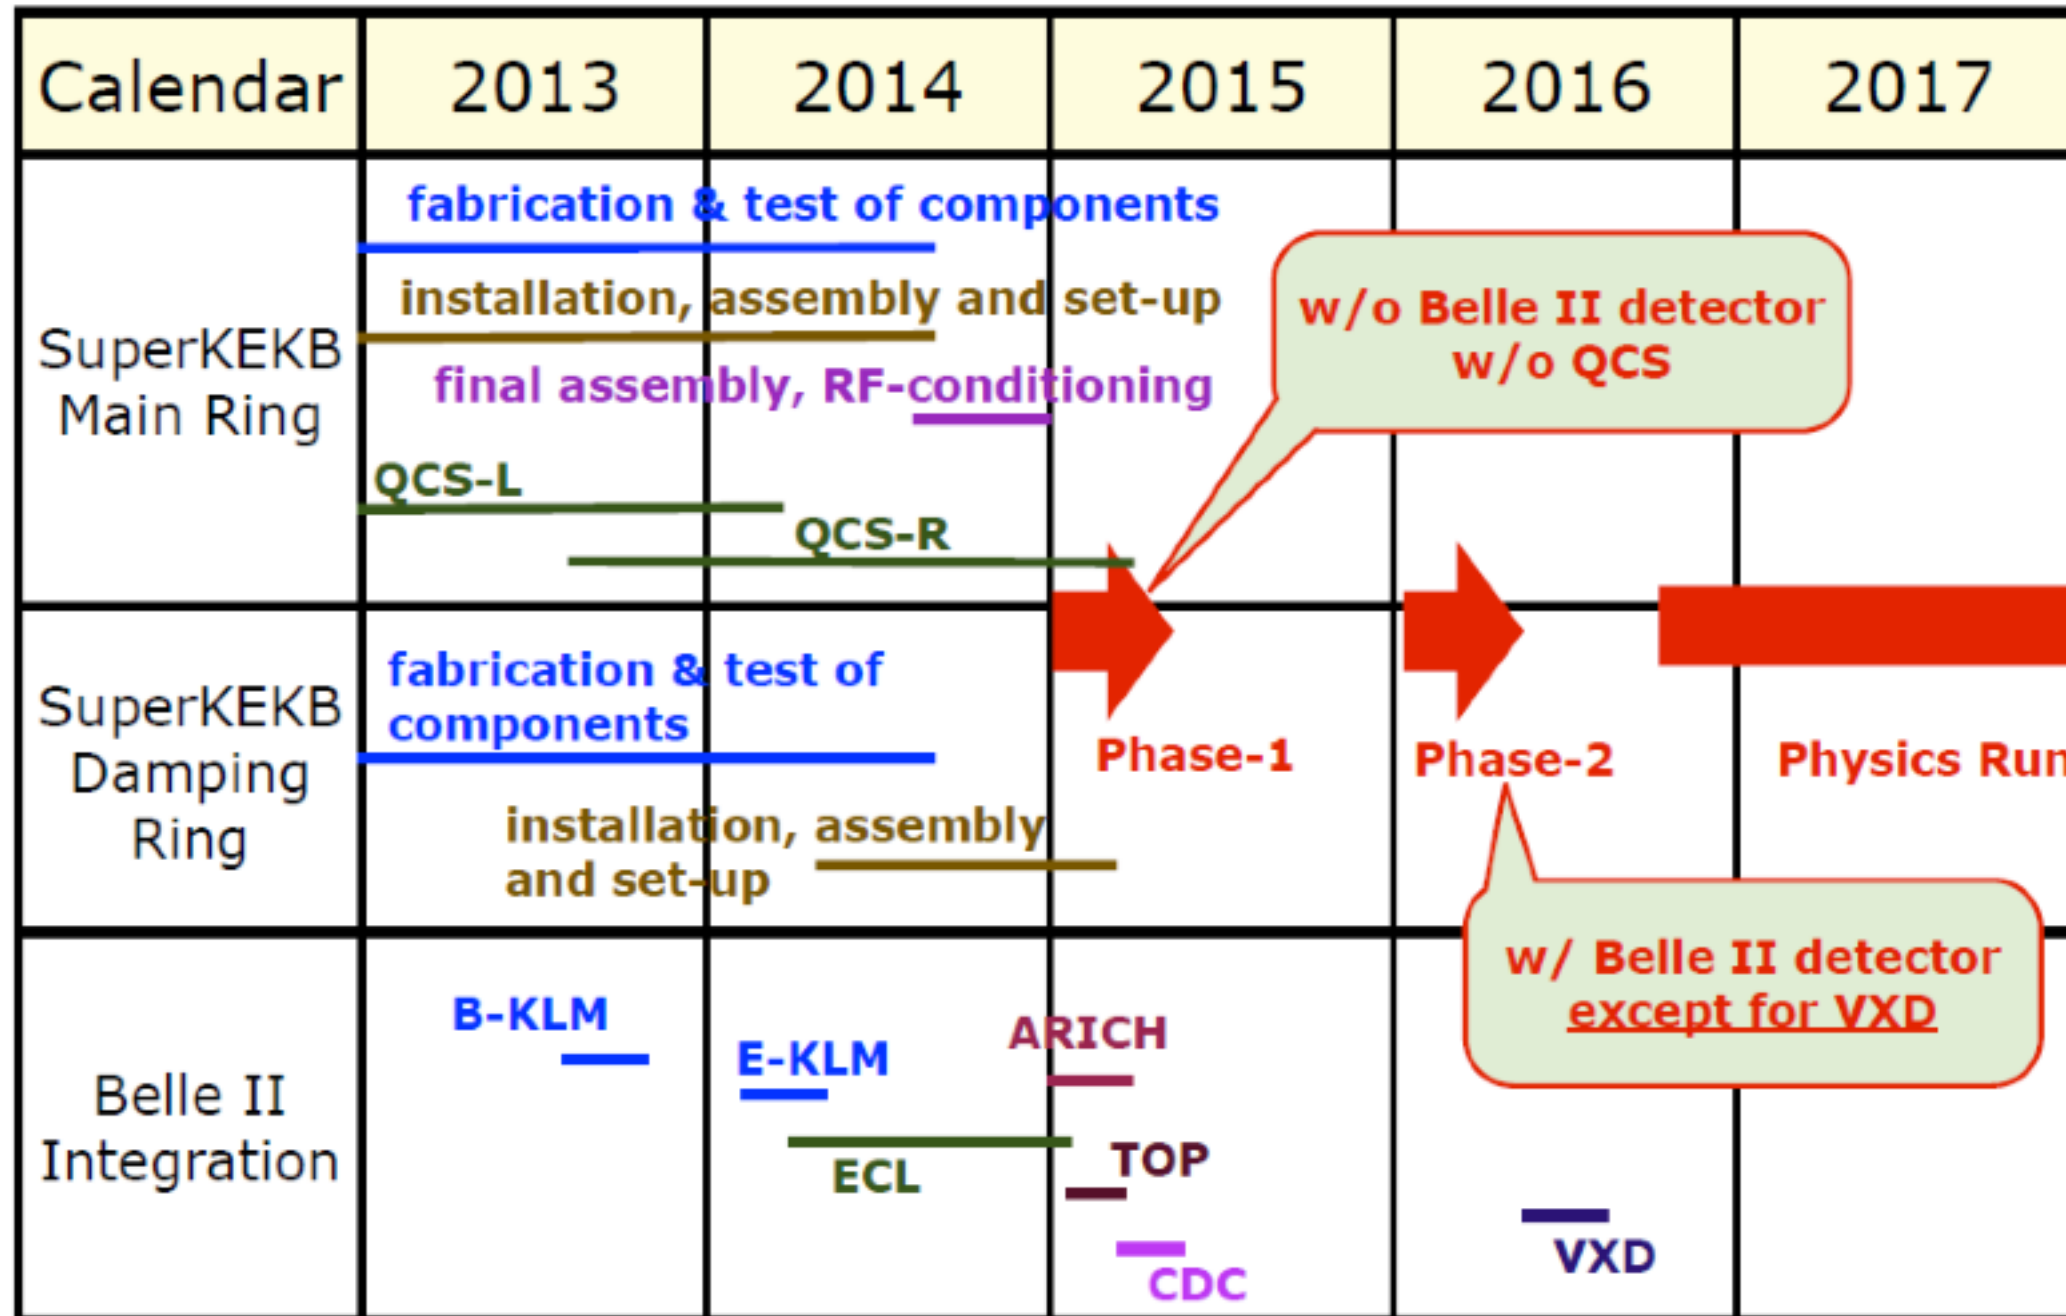 Calendar
2013
2014
2015
2016
2017
SuperKEKB
Main Ring
fabrication & test of components
installation, assembly and set-up
final assembly, RF-conditioning
QCS-L
QCS-R
w/o Belle II detector
w/o QCS
SuperKEKB
Damping
Ring
fabrication & test of
components
installation, assembly
and set-up
Phase-1
Phase-2
Physics Run
w/ Belle II detector
except for VXD
Belle II
Integration
B-KLM
E-KLM
ARICH
ECL
TOP
CDC
VXD